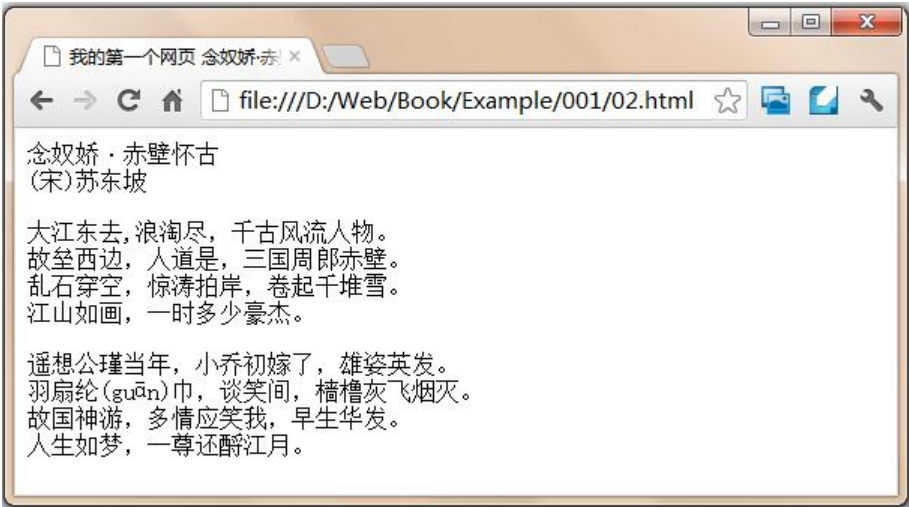 我的第一个网页 念奴娇·赤
file:///D:/Web/Book/Example/001/02.html
念奴娇·赤壁怀古
(宋)苏东坡
大江东去,浪淘尽，千古风流人物。
故垒西边，人道是，三国周郎赤壁。
乱石穿空，惊涛拍岸，卷起千堆雪。
江山如画，一时多少豪杰。
遥想公瑾当年，小乔初嫁了，雄姿英发。
羽扇纶(guān)巾，谈笑间，樯橹灰飞烟灭。
故国神游，多情应笑我，早生华发。
人生如梦，一尊还酹江月。